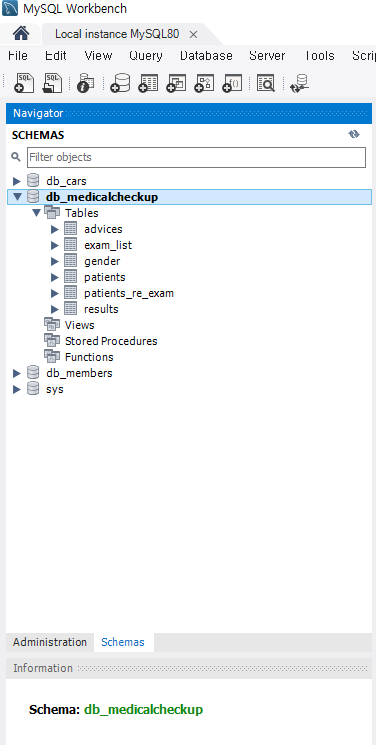 MySQL Workbench
Local instance MySQL80 ×
File Edit View Query Database Server Tools Scrip
Navigator
SCHEMAS
Filter objects
db_cars
db_medicalcheckup
Tables
advices
exam_list
gender
patients
patients_re_exam
results
Views
Stored Procedures
Functions
db_members
sys
Administration Schemas
Information
Schema: db_medicalcheckup